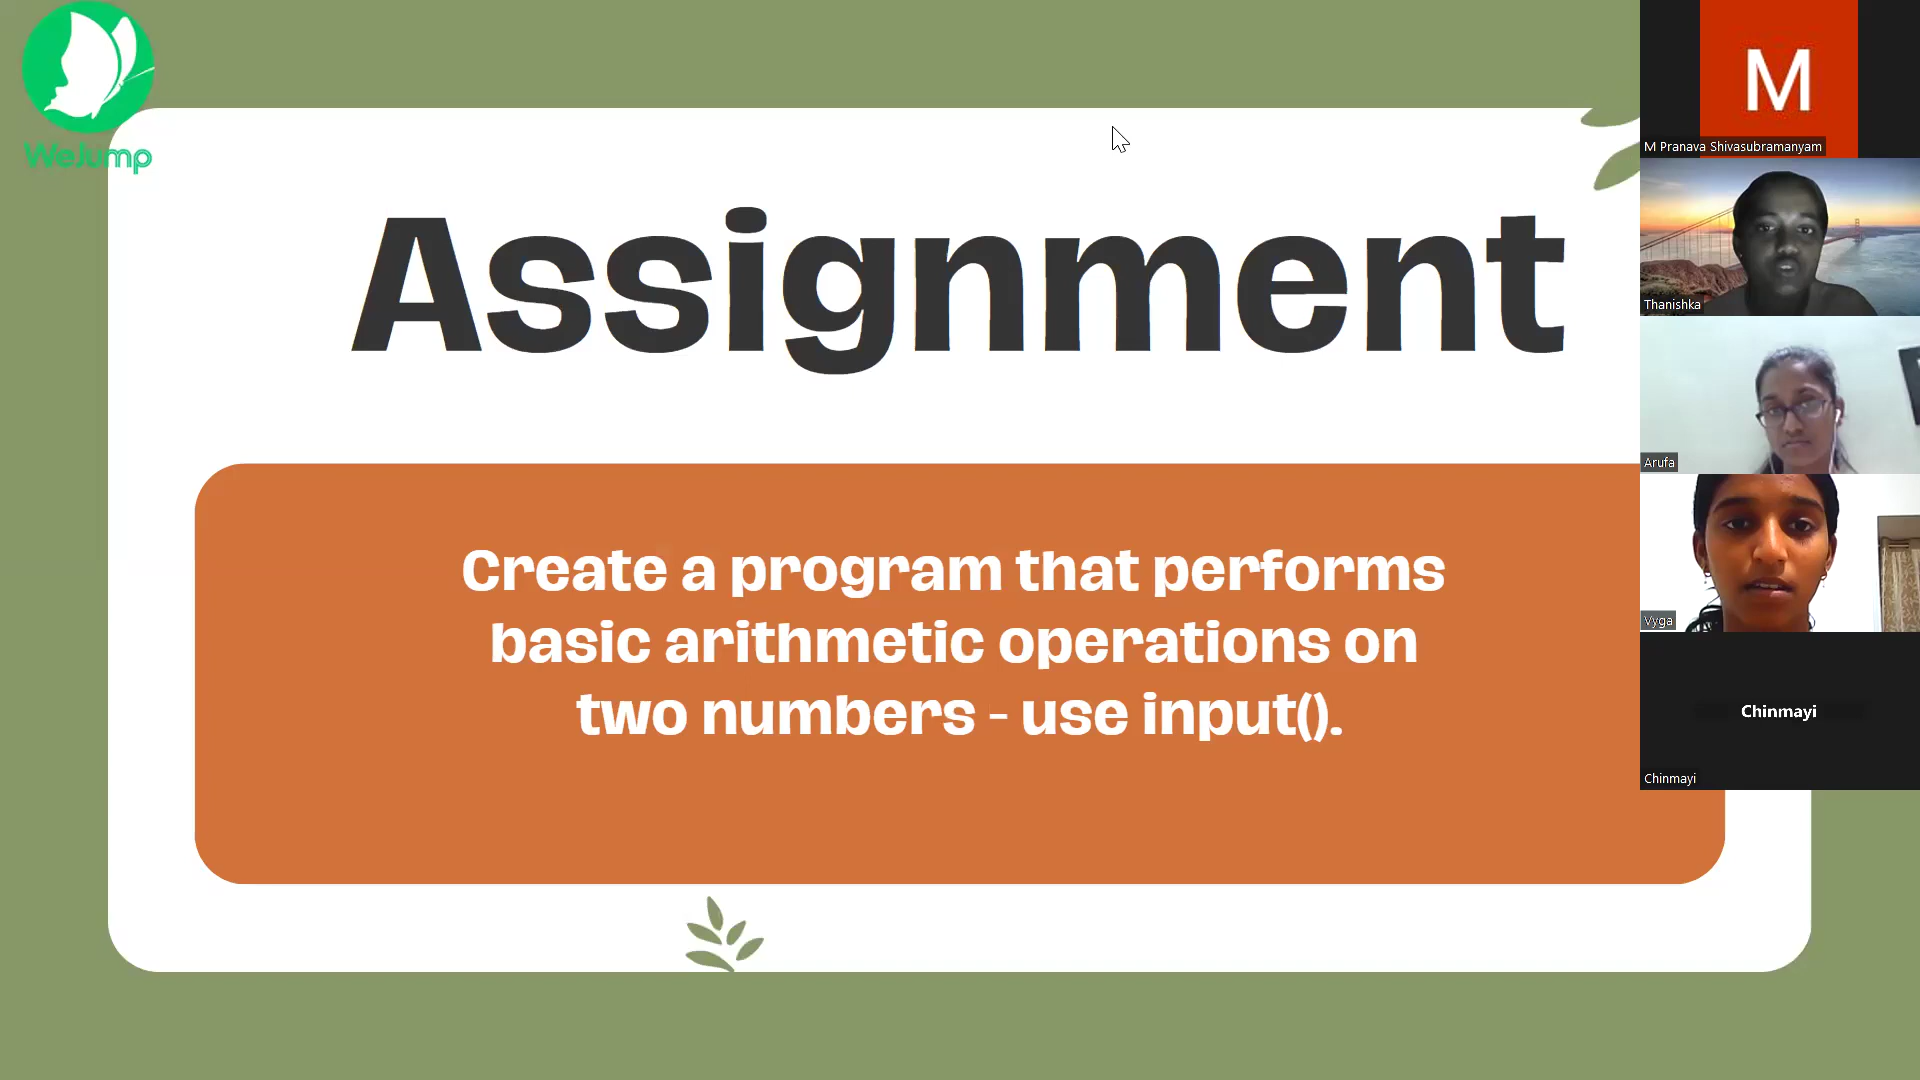 WeJump
Assignment
Create a program that performs
basic arithmetic operations on
two numbers - use input().
M
M Pranava Shivasubramanyam
Thanishka
Arufa
Vyga
Chinmayi
Chinmayi